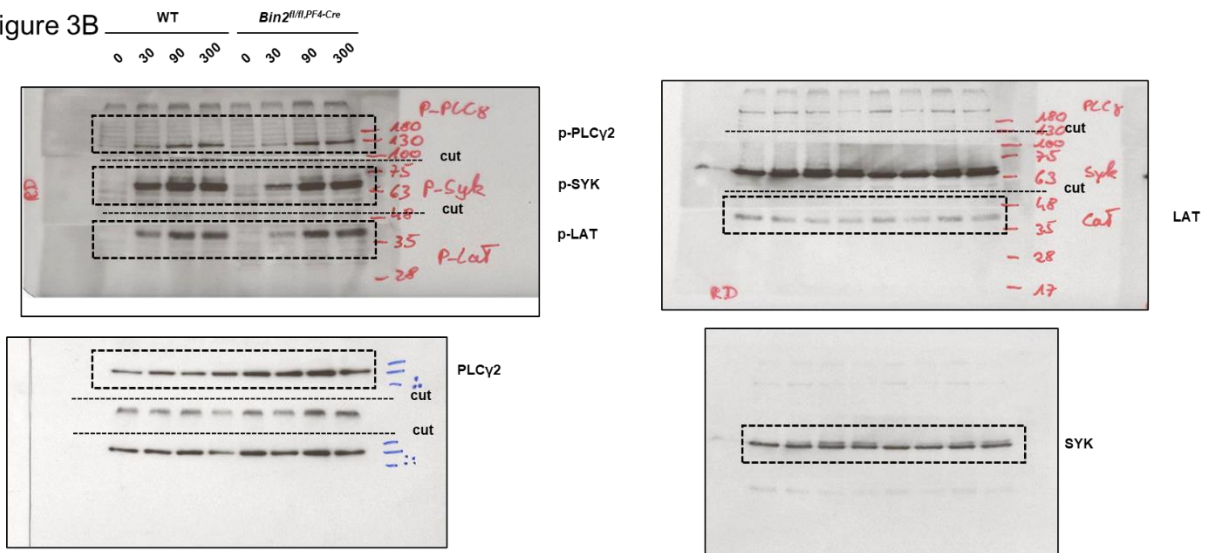 igure 3B
WT
Bin2fl/fl,PF4-Cre
0 30 90 300 0 30 90 300
P-PLCγ
180
130
100
cut
75
63 P-Syk
cut
48
35
P-LaT
28
RD
p-PLCγ2
p-SYK
p-LAT
PLCγ
180
130
cut
100
75
63 Syk
cut
48
35
28
17
RD
LAT
PLCγ2
cut
cut
SYK